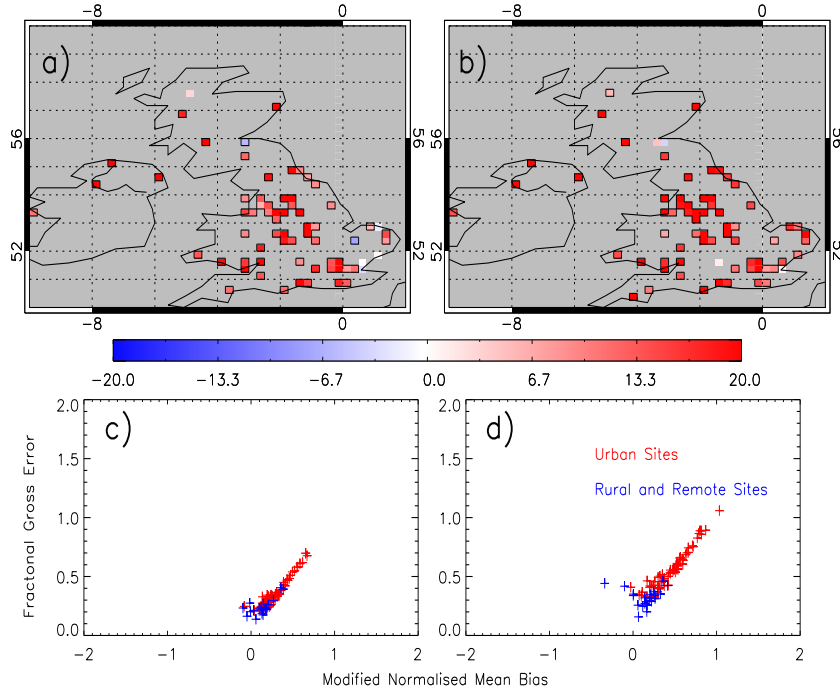 -8 0 -8 0
a) b)
56 56 56
52 52 52
-8 0 -8 0
-20.0 -13.3 -6.7 0.0 6.7 13.3 20.0
2.0 2.0
c) d)
1.5 1.5
Urban Sites
Rural and Remote Sites
1.0 1.0
0.5 0.5
0.0 0.0
-2 -1 0 1 2 -2 -1 0 1 2
Fractonal Gross Error
Modified Normalised Mean Bias